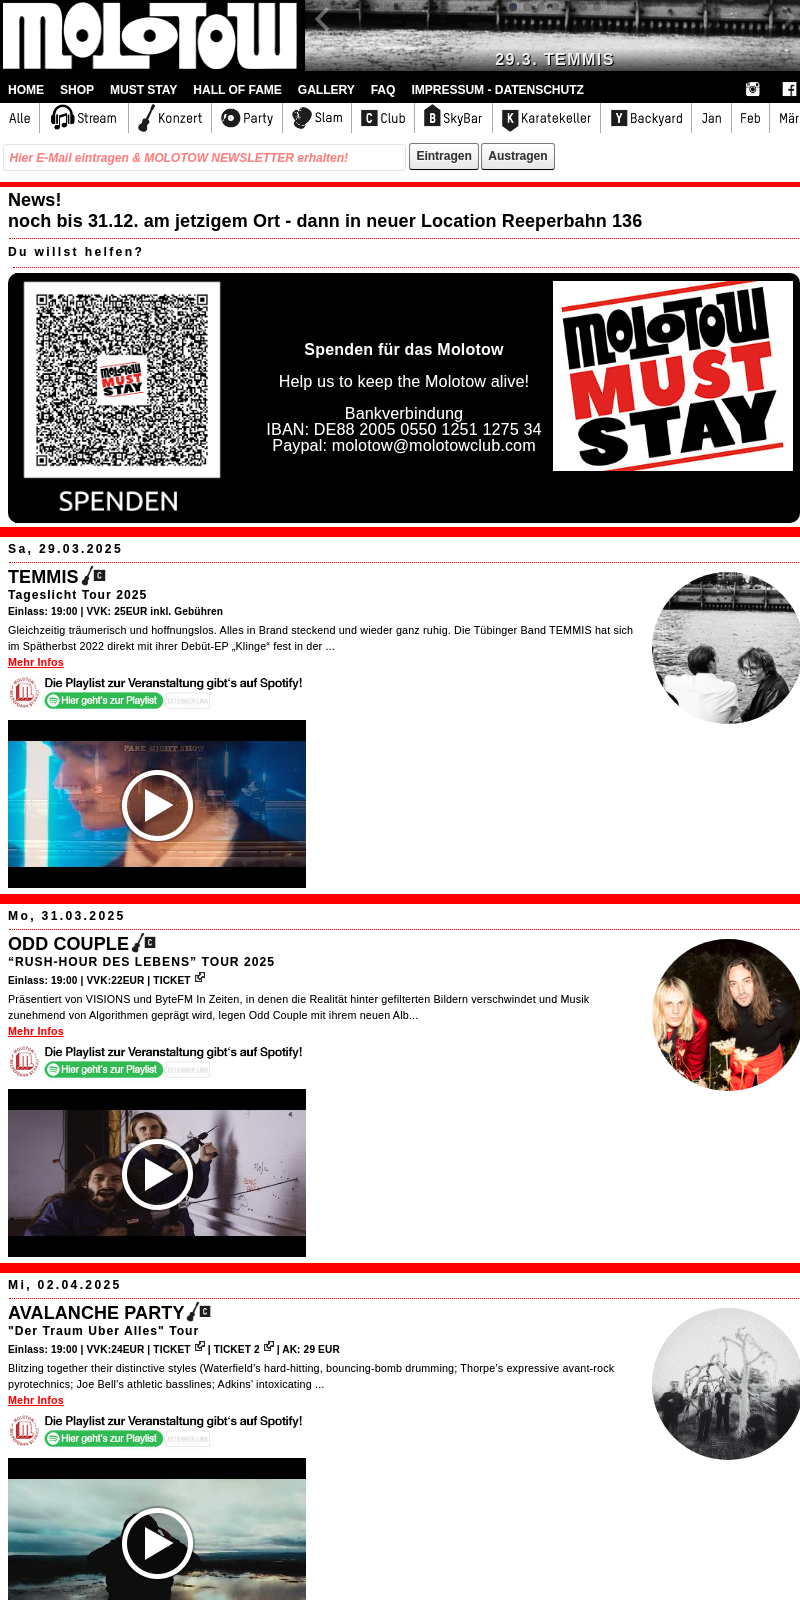 MOLOTOW
29.3. TEMMIS
HOME SHOP MUST STAY HALL OF FAME GALLERY FAQ IMPRESSUM - DATENSCHUTZ
Alle Stream Konzert Party Slam C Club B SkyBar K Karatekeller Y Backyard Jan Feb Mär
Hier E-Mail eintragen & MOLOTOW NEWSLETTER erhalten! Eintragen Austragen
News!
noch bis 31.12. am jetzigem Ort - dann in neuer Location Reeperbahn 136
Du willst helfen?
MOLOTOW
MUST
STAY
SPENDEN
Spenden für das Molotow
Help us to keep the Molotow alive!
Bankverbindung
IBAN: DE88 2005 0550 1251 1275 34
Paypal: molotow@molotowclub.com
MOLOTOW
MUST
STAY
Sa, 29.03.2025
TEMMIS C
Tageslicht Tour 2025
Einlass: 19:00 | VVK: 25EUR inkl. Gebühren
Gleichzeitig träumerisch und hoffnungslos. Alles in Brand steckend und wieder ganz ruhig. Die Tübinger Band TEMMIS hat sich
im Spätherbst 2022 direkt mit ihrer Debüt-EP „Klinge“ fest in der ...
Mehr Infos
Die Playlist zur Veranstaltung gibt's auf Spotify!
Hier geht's zur Playlist EXTERNER LINK
Mo, 31.03.2025
ODD COUPLE C
“RUSH-HOUR DES LEBENS” TOUR 2025
Einlass: 19:00 | VVK:22EUR | TICKET
Präsentiert von VISIONS und ByteFM In Zeiten, in denen die Realität hinter gefilterten Bildern verschwindet und Musik
zunehmend von Algorithmen geprägt wird, legen Odd Couple mit ihrem neuen Alb...
Mehr Infos
Die Playlist zur Veranstaltung gibt's auf Spotify!
Hier geht's zur Playlist EXTERNER LINK
Mi, 02.04.2025
AVALANCHE PARTY C
"Der Traum Uber Alles" Tour
Einlass: 19:00 | VVK:24EUR | TICKET | TICKET 2 | AK: 29 EUR
Blitzing together their distinctive styles (Waterfield’s hard-hitting, bouncing-bomb drumming; Thorpe’s expressive avant-rock
pyrotechnics; Joe Bell’s athletic basslines; Adkins’ intoxicating ...
Mehr Infos
Die Playlist zur Veranstaltung gibt's auf Spotify!
Hier geht's zur Playlist EXTERNER LINK